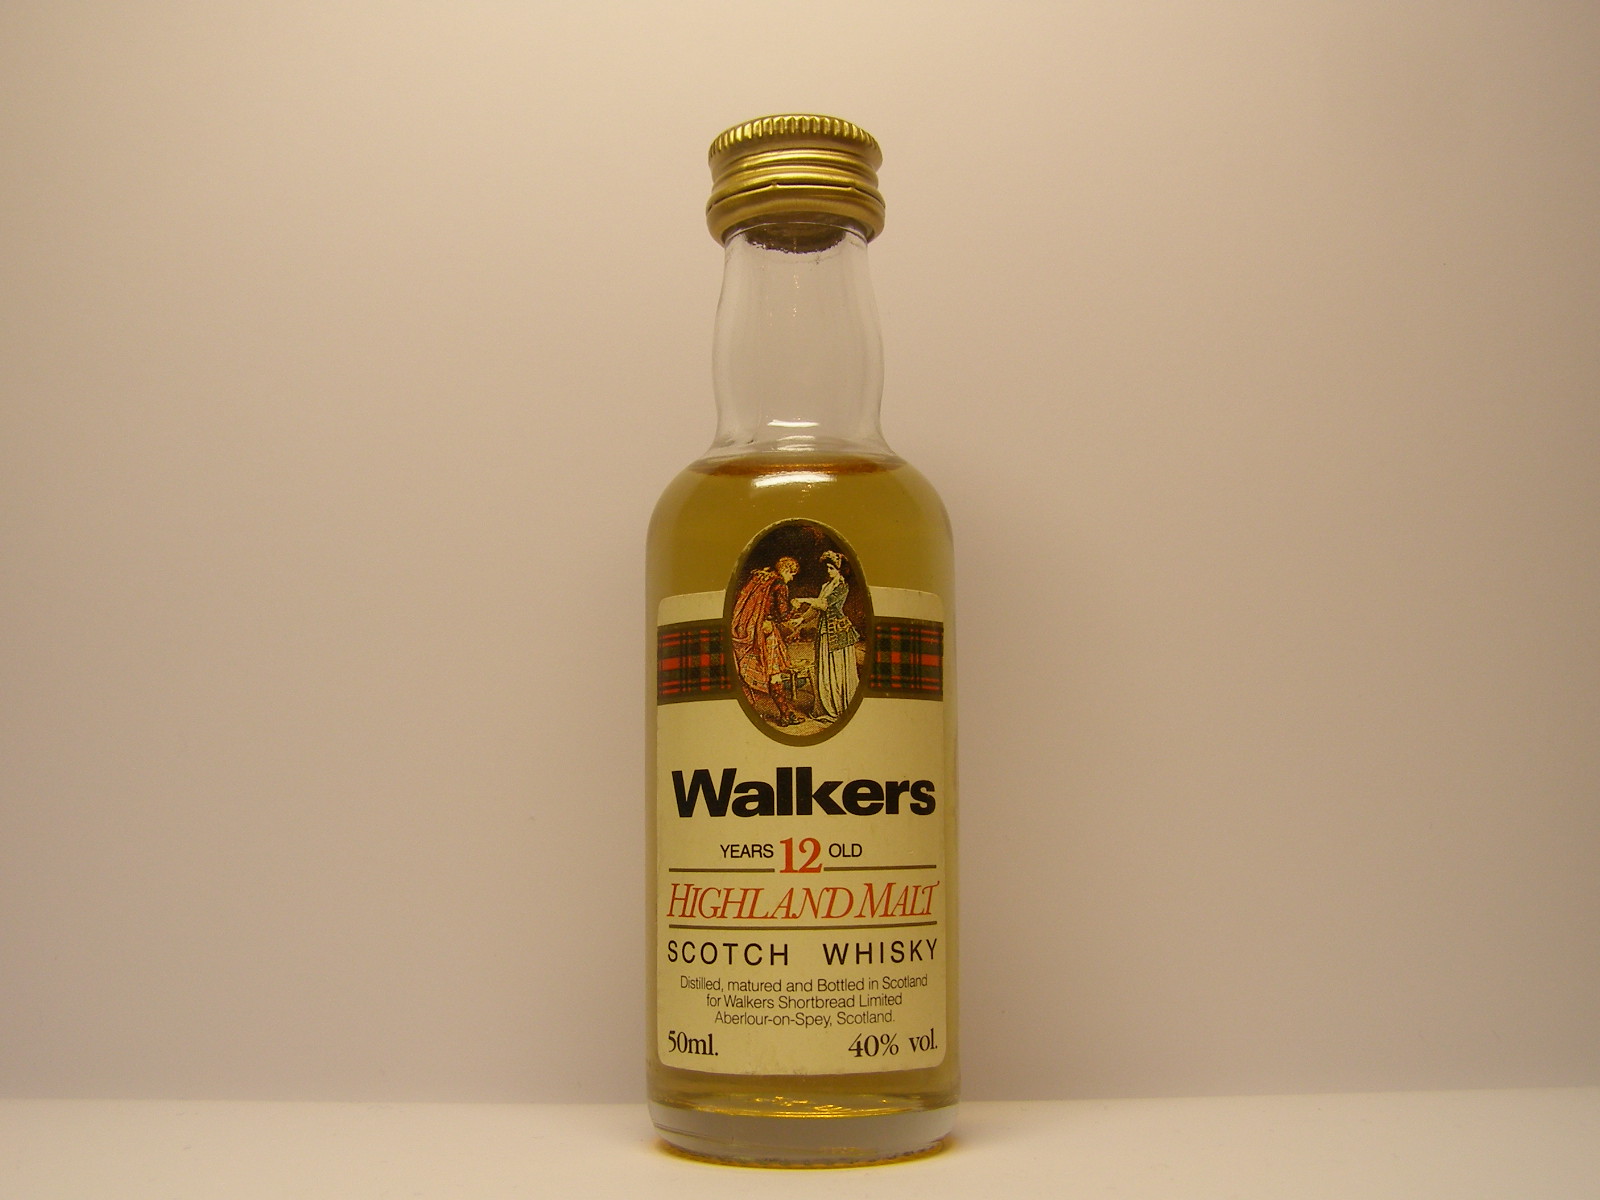 Walkers
YEARS 12 OLD
HIGHLAND MALT
SCOTCH WHISKY
Distilled, matured and Bottled in Scotland
for Walkers Shortbread Limited
Aberlour-on-Spey, Scotland.
50ml. 40% vol.